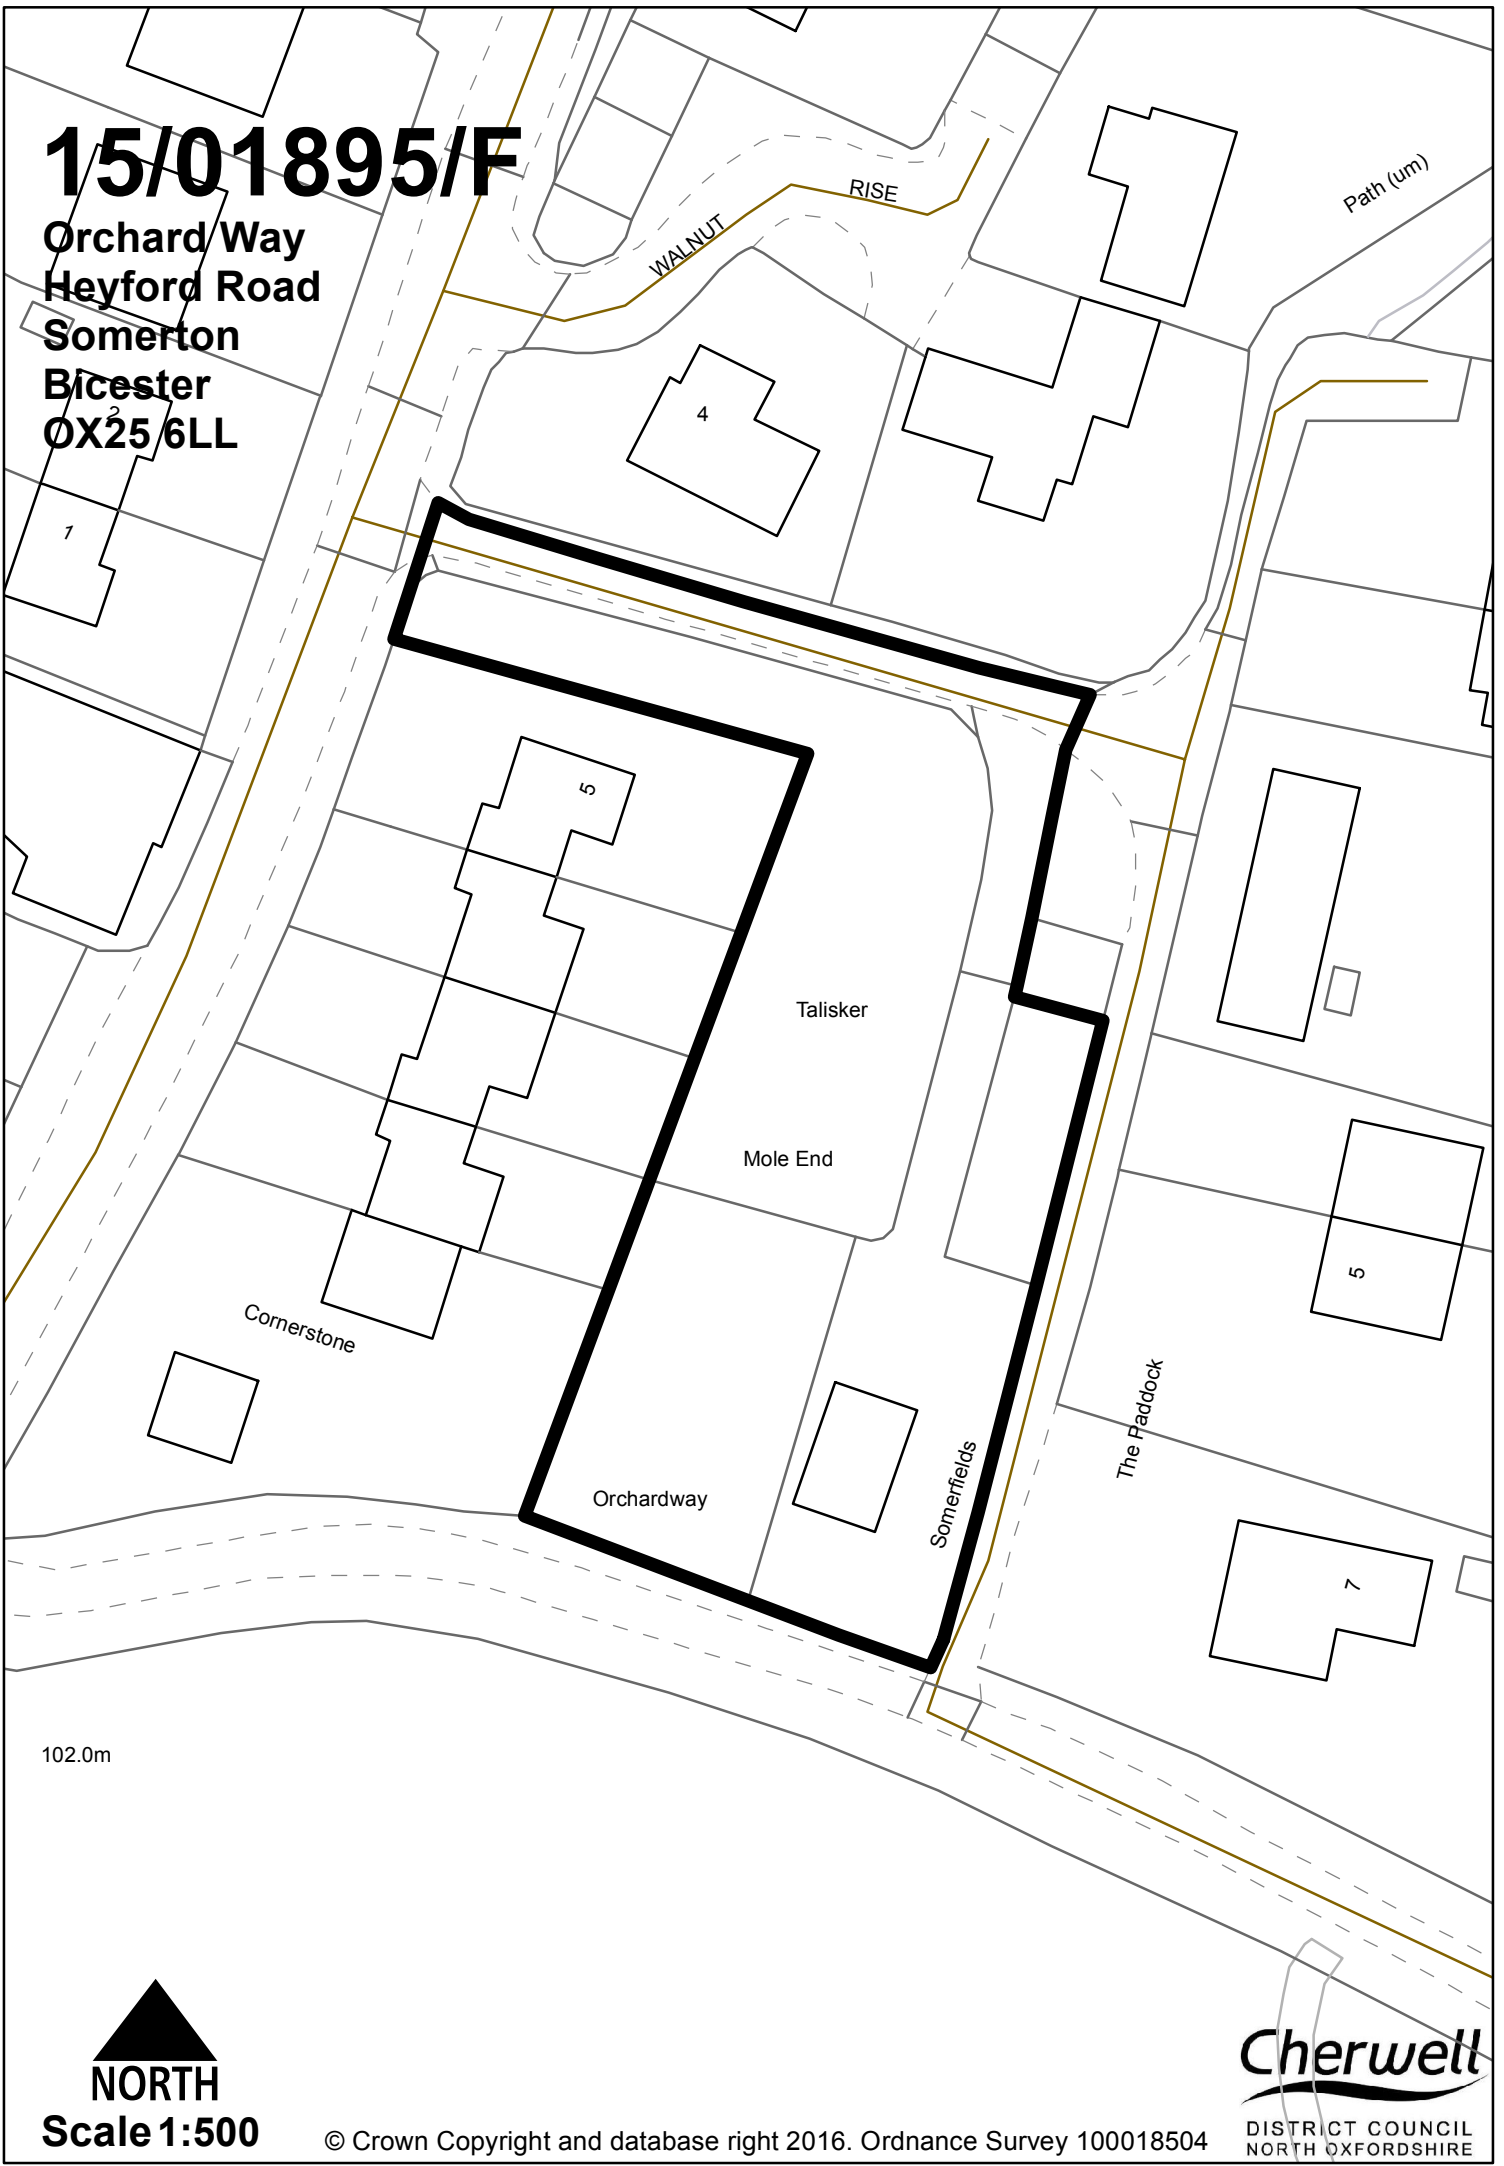 15/01895/F
Orchard Way
Heyford Road
Somerton
Bicester
OX25 6LL
RISE
WALNUT
Path (um)
4
2
1
5
Talisker
Mole End
Cornerstone
5
The Paddock
Somerfields
Orchardway
7
102.0m
NORTH
Scale 1:500
© Crown Copyright and database right 2016. Ordnance Survey 100018504
Cherwell
DISTRICT COUNCIL
NORTH OXFORDSHIRE